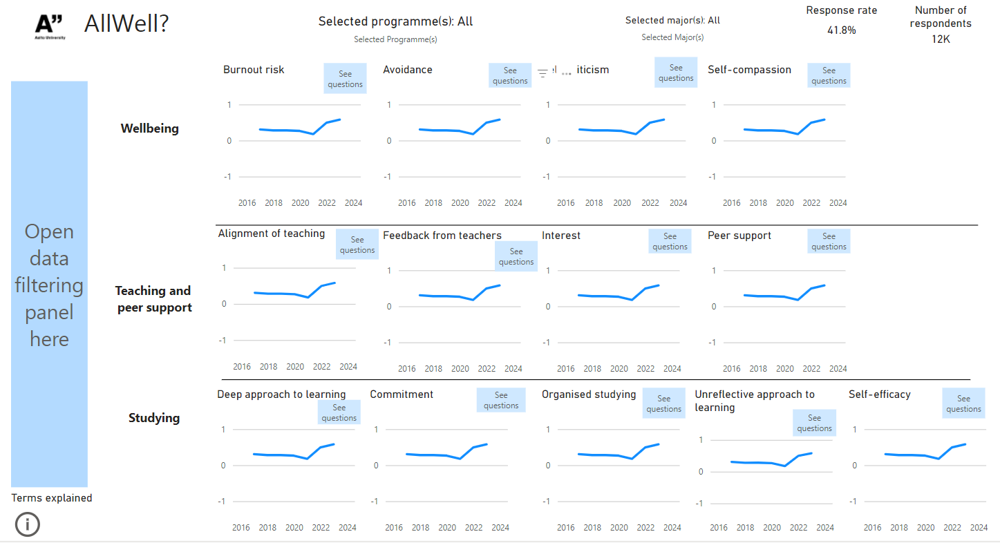 A”
Aalto University
AllWell?
Selected programme(s): All
Selected Programme(s)
Selected major(s): All
Selected Major(s)
Response rate
41.8%
Number of
respondents
12K
Open
data
filtering
panel
here
Terms explained
i
Wellbeing
Burnout risk
See
questions
1
0
-1
2016 2018 2020 2022 2024
Avoidance
See
questions
1
0
-1
2016 2018 2020 2022 2024
iticism
See
questions
1
0
-1
2016 2018 2020 2022 2024
Self-compassion
See
questions
1
0
-1
2016 2018 2020 2022 2024
Teaching and
peer support
Alignment of teaching
See
questions
1
0
-1
2016 2018 2020 2022 2024
Feedback from teachers
See
questions
1
0
-1
2016 2018 2020 2022 2024
Interest
See
questions
1
0
-1
2016 2018 2020 2022 2024
Peer support
See
questions
1
0
-1
2016 2018 2020 2022 2024
Studying
Deep approach to learning
See
questions
1
0
-1
2016 2018 2020 2022 2024
Commitment
See
questions
1
0
-1
2016 2018 2020 2022 2024
Organised studying
See
questions
1
0
-1
2016 2018 2020 2022 2024
Unreflective approach to
learning
See
questions
1
0
-1
2016 2018 2020 2022 2024
Self-efficacy
See
questions
1
0
-1
2016 2018 2020 2022 2024